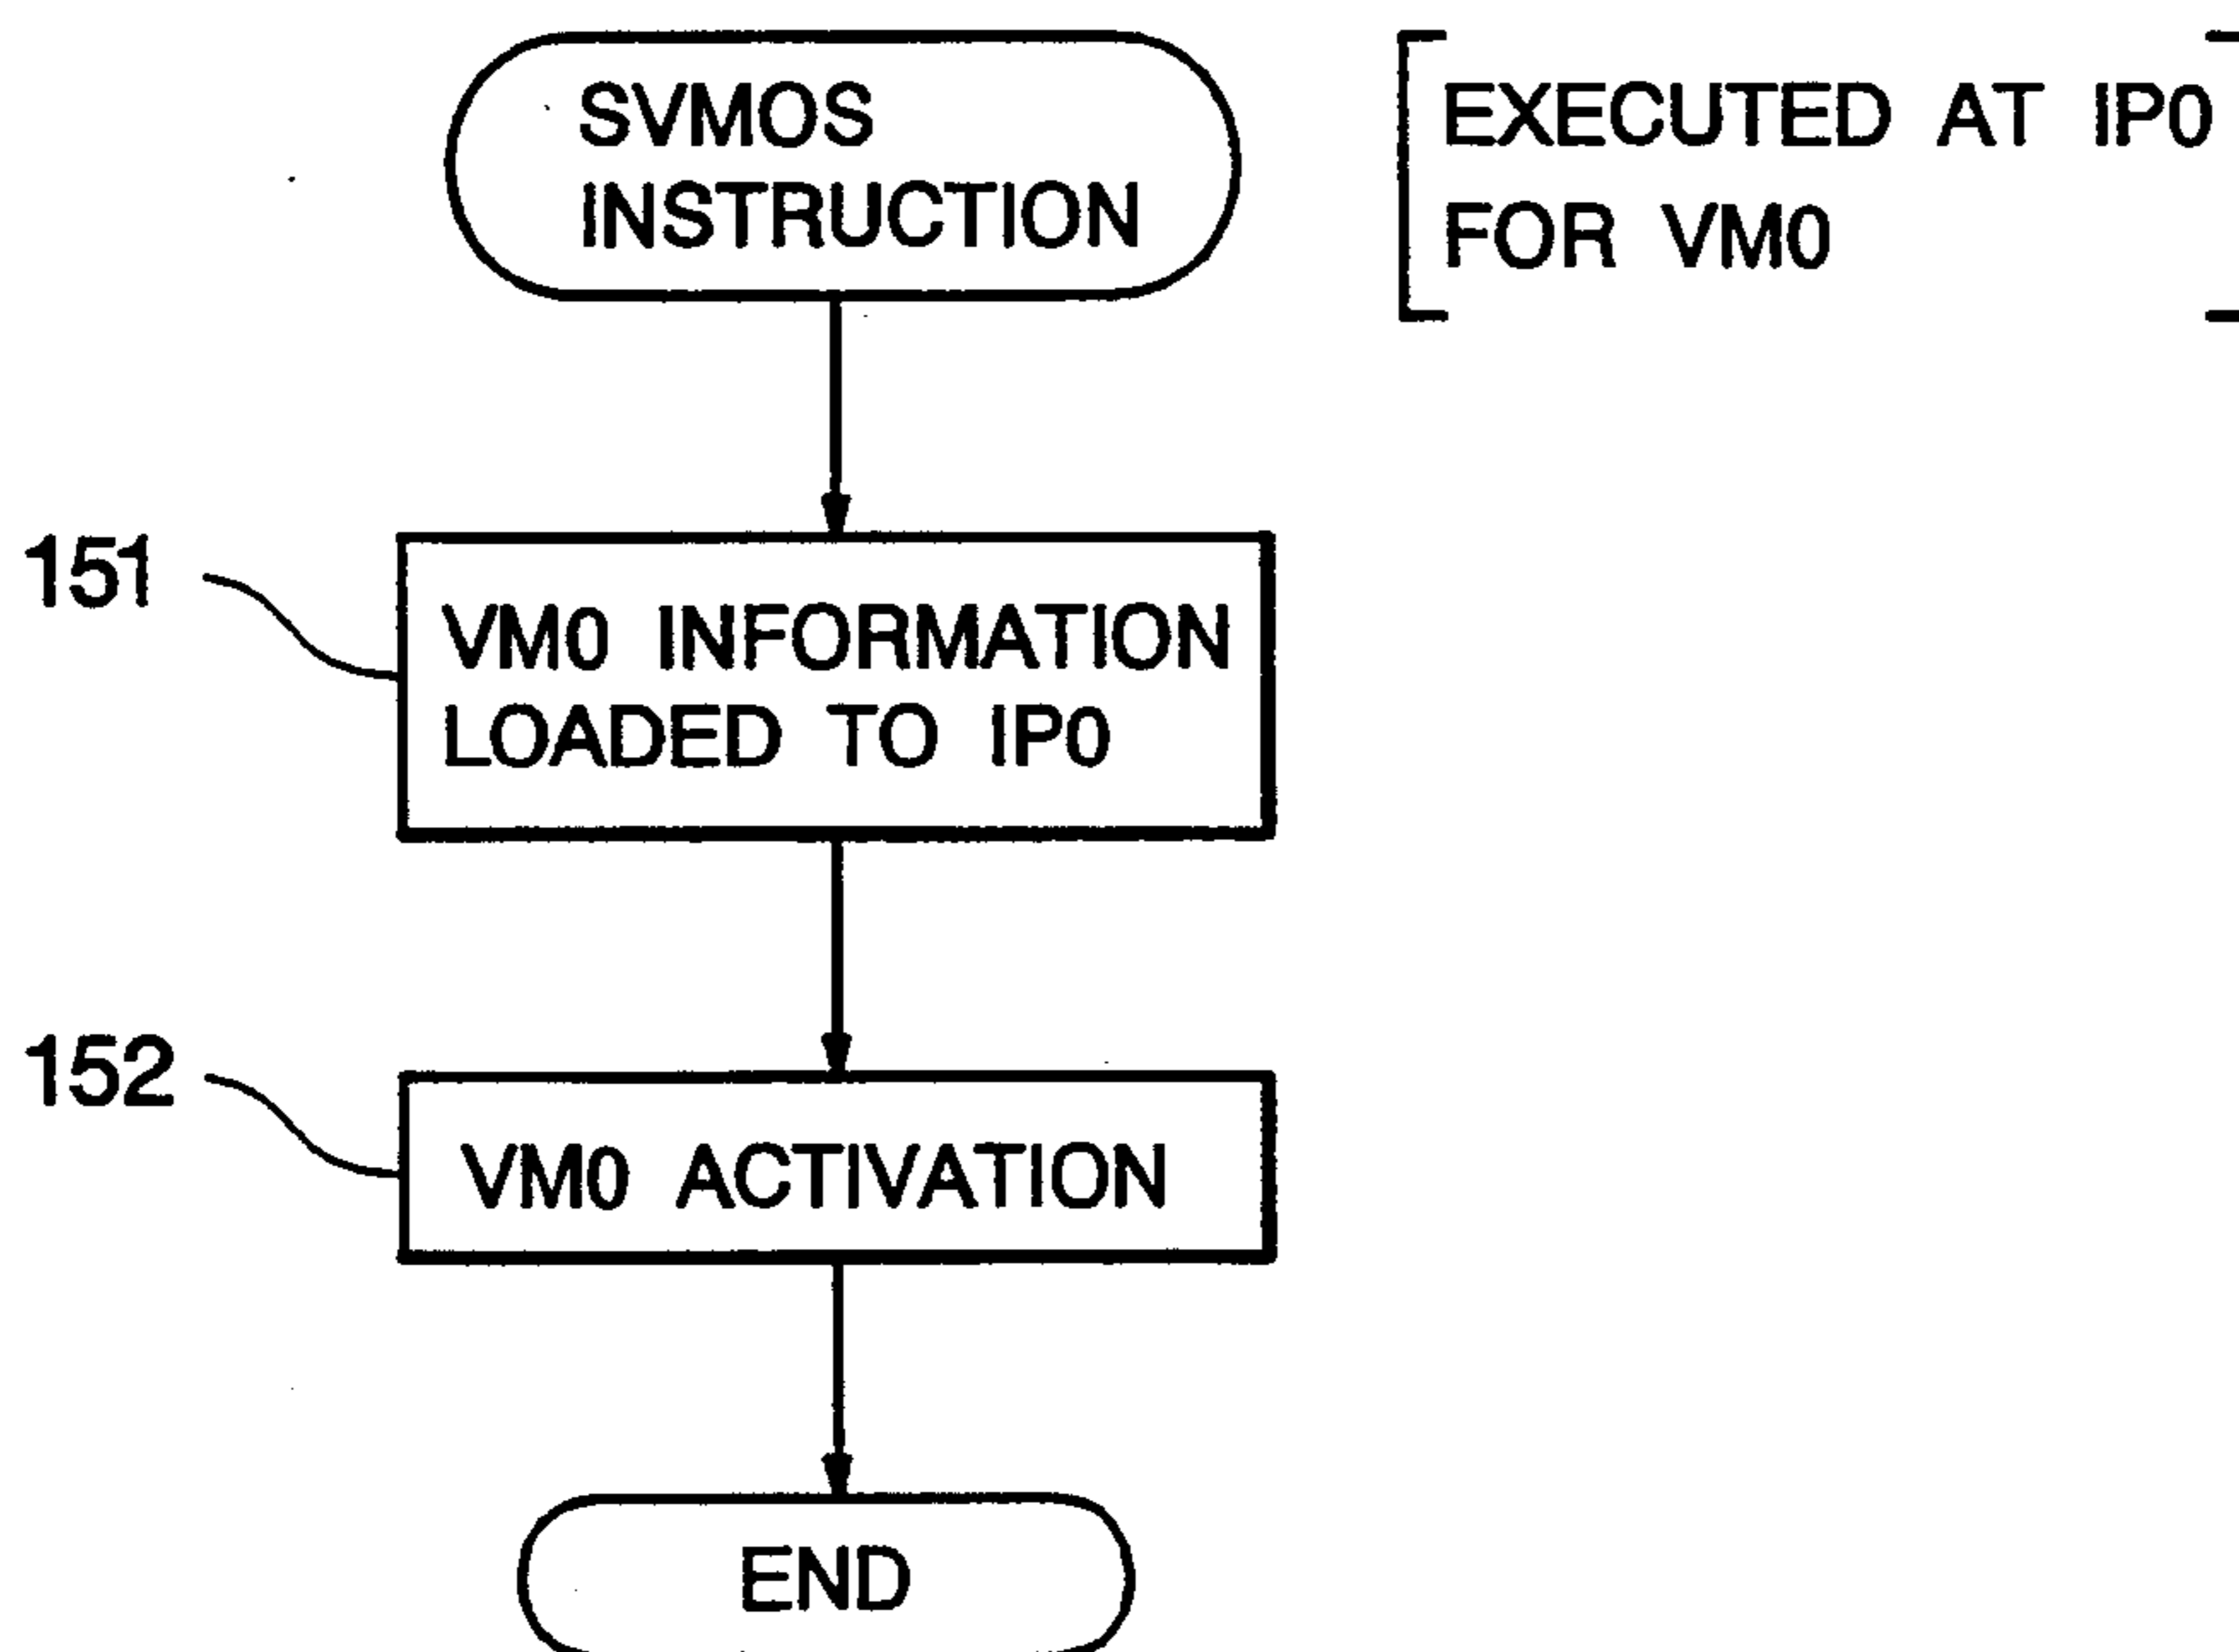 SVMOS
INSTRUCTION
EXECUTED AT IP0
FOR VM0
151
VM0 INFORMATION
LOADED TO IP0
152
VM0 ACTIVATION
END